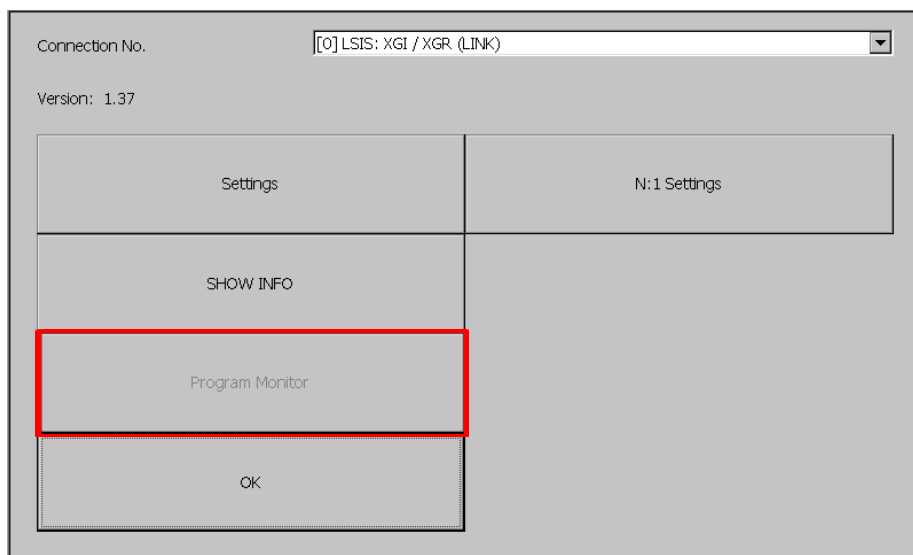 Connection No. [0] LSIS: XGI / XGR (LINK)
Version: 1.37
Settings N:1 Settings
SHOW INFO
Program Monitor
OK